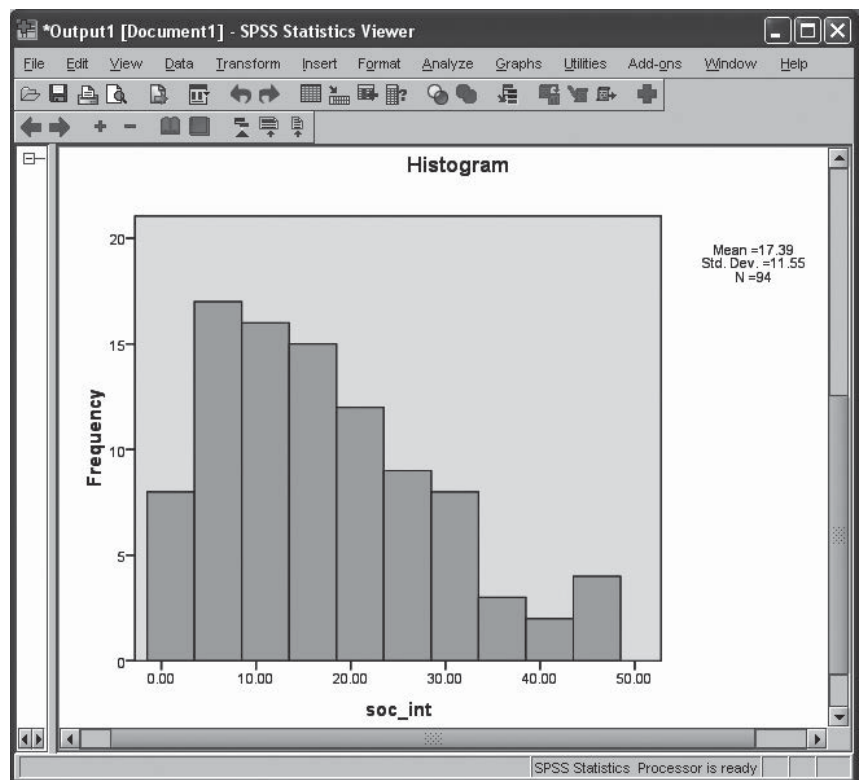 *Output1 [Document1] - SPSS Statistics Viewer
File Edit View Data Transform Insert Format Analyze Graphs Utilities Add-ons Window Help
Histogram
Mean =17.39
Std. Dev. =11.55
N =94
Frequency
20
15
10
5
0
0.00 10.00 20.00 30.00 40.00 50.00
soc_int
SPSS Statistics Processor is ready